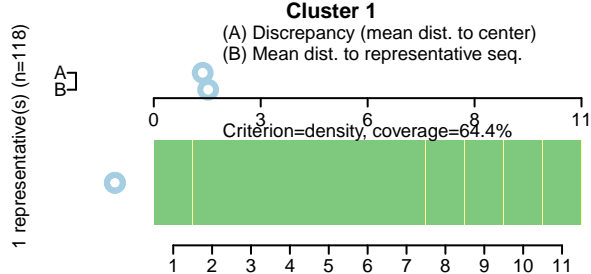 Cluster 1
(A) Discrepancy (mean dist. to center)
(B) Mean dist. to representative seq.
A
B
0 3 6 8 11
Criterion=density, coverage=64.4%
1 representative(s) (n=118)
1 2 3 4 5 6 7 8 9 10 11